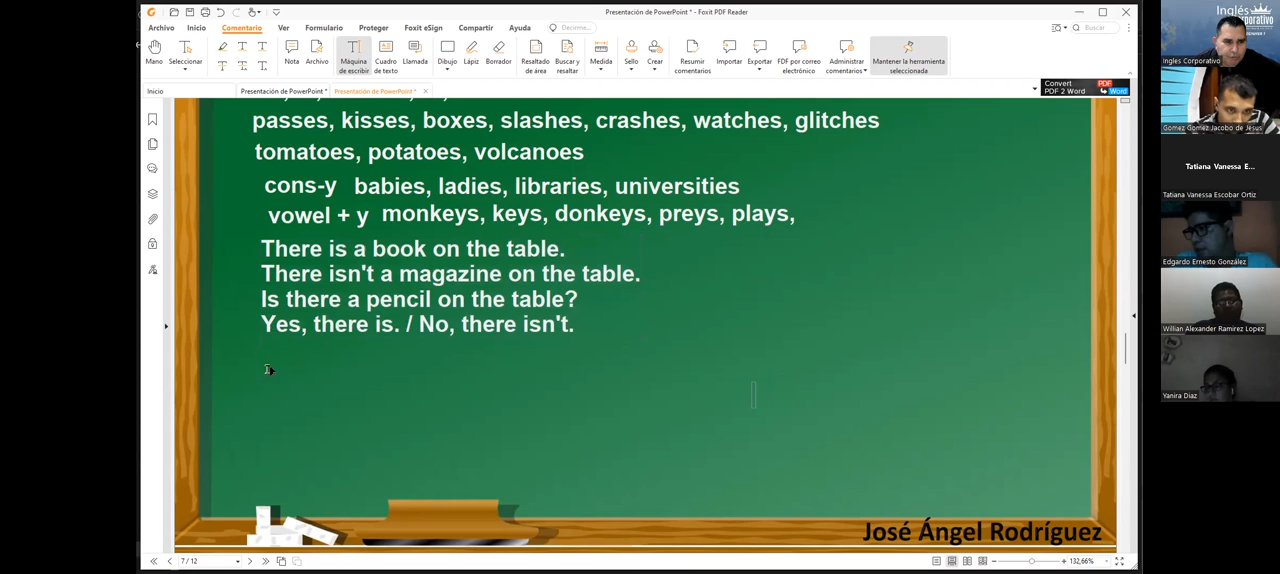 Presentación de PowerPoint * - Foxit PDF Reader
Archivo Inicio Comentario Ver Formulario Proteger Foxit eSign Compartir Ayuda Decirme... Buscar
Mano Seleccionar Nota Archivo Máquina de escribir Cuadro de texto Llamada Dibujo Lápiz Borrador Resaltado de área Buscar y resaltar Medida Sello Crear Resumir comentarios Importar Exportar FDF por correo electrónico Administrar comentarios Mantener la herramienta seleccionada
Inicio Presentación de PowerPoint * Presentación de PowerPoint * Convert PDF 2 Word PDF Word
passes, kisses, boxes, slashes, crashes, watches, glitches
tomatoes, potatoes, volcanoes
cons-y babies, ladies, libraries, universities
vowel + y monkeys, keys, donkeys, preys, plays,
There is a book on the table.
There isn't a magazine on the table.
Is there a pencil on the table?
Yes, there is. / No, there isn't.
José Ángel Rodríguez
7 / 12 132,66%
Inglés
Corporativo
Ingles Corporativo
Gomez Gomez Jacobo de Jesus
Tatiana Vanessa E...
Tatiana Vanessa Escobar Ortiz
Edgardo Ernesto González
Willian Alexander Ramirez Lopez
Yanira Diaz